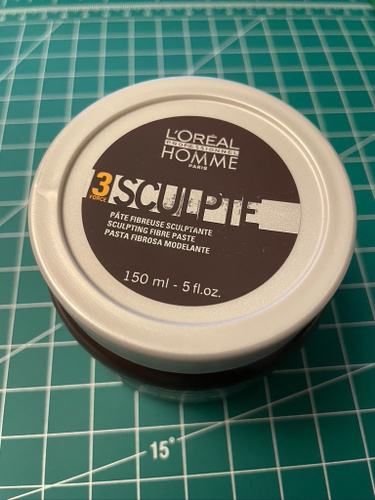 L'ORÉAL
PROFESSIONNEL
HOMME
PARIS
3 SCULPTE
FORCE
PÂTE FIBREUSE SCULPTANTE
SCULPTING FIBRE PASTE
PASTA FIBROSA MODELANTE
150 ml - 5 fl.oz.
15°